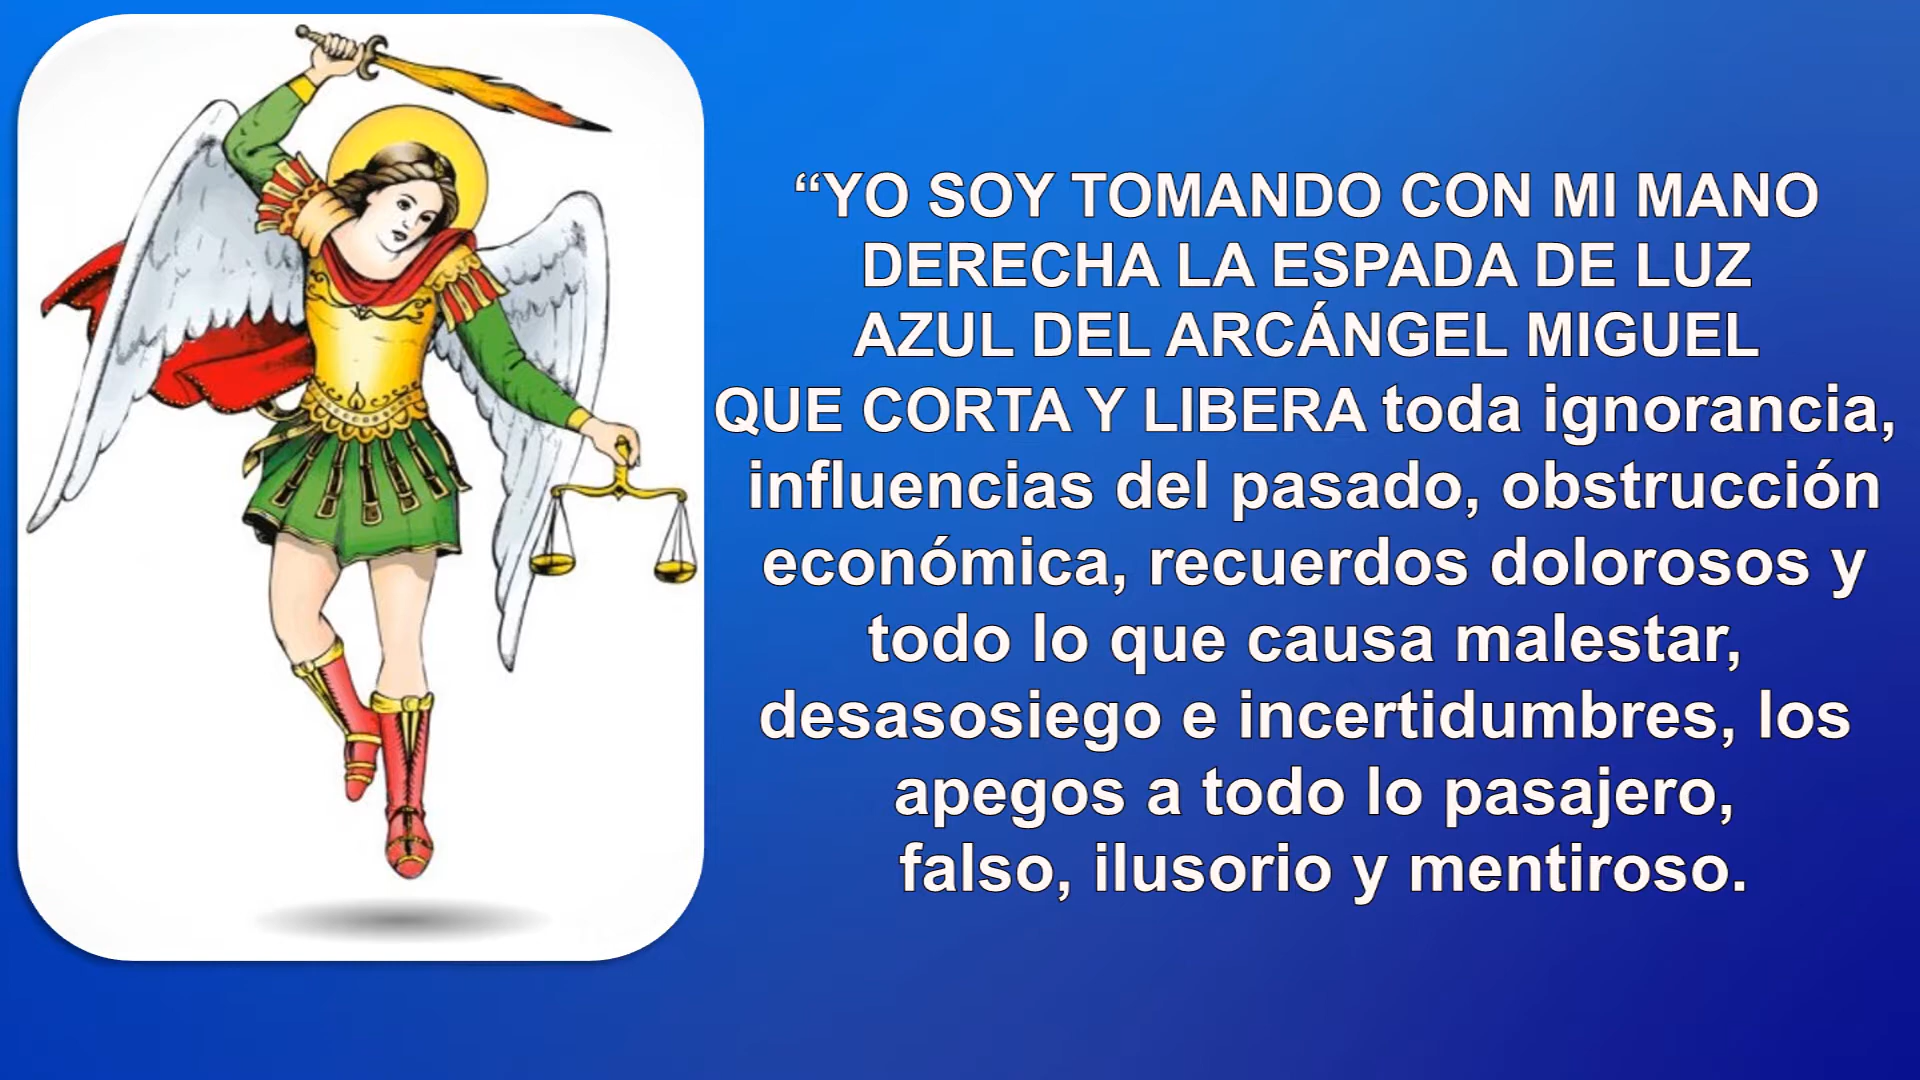 “YO SOY TOMANDO CON MI MANO
DERECHA LA ESPADA DE LUZ
AZUL DEL ARCÁNGEL MIGUEL
QUE CORTA Y LIBERA toda ignorancia,
influencias del pasado, obstrucción
económica, recuerdos dolorosos y
todo lo que causa malestar,
desasosiego e incertidumbres, los
apegos a todo lo pasajero,
falso, ilusorio y mentiroso.